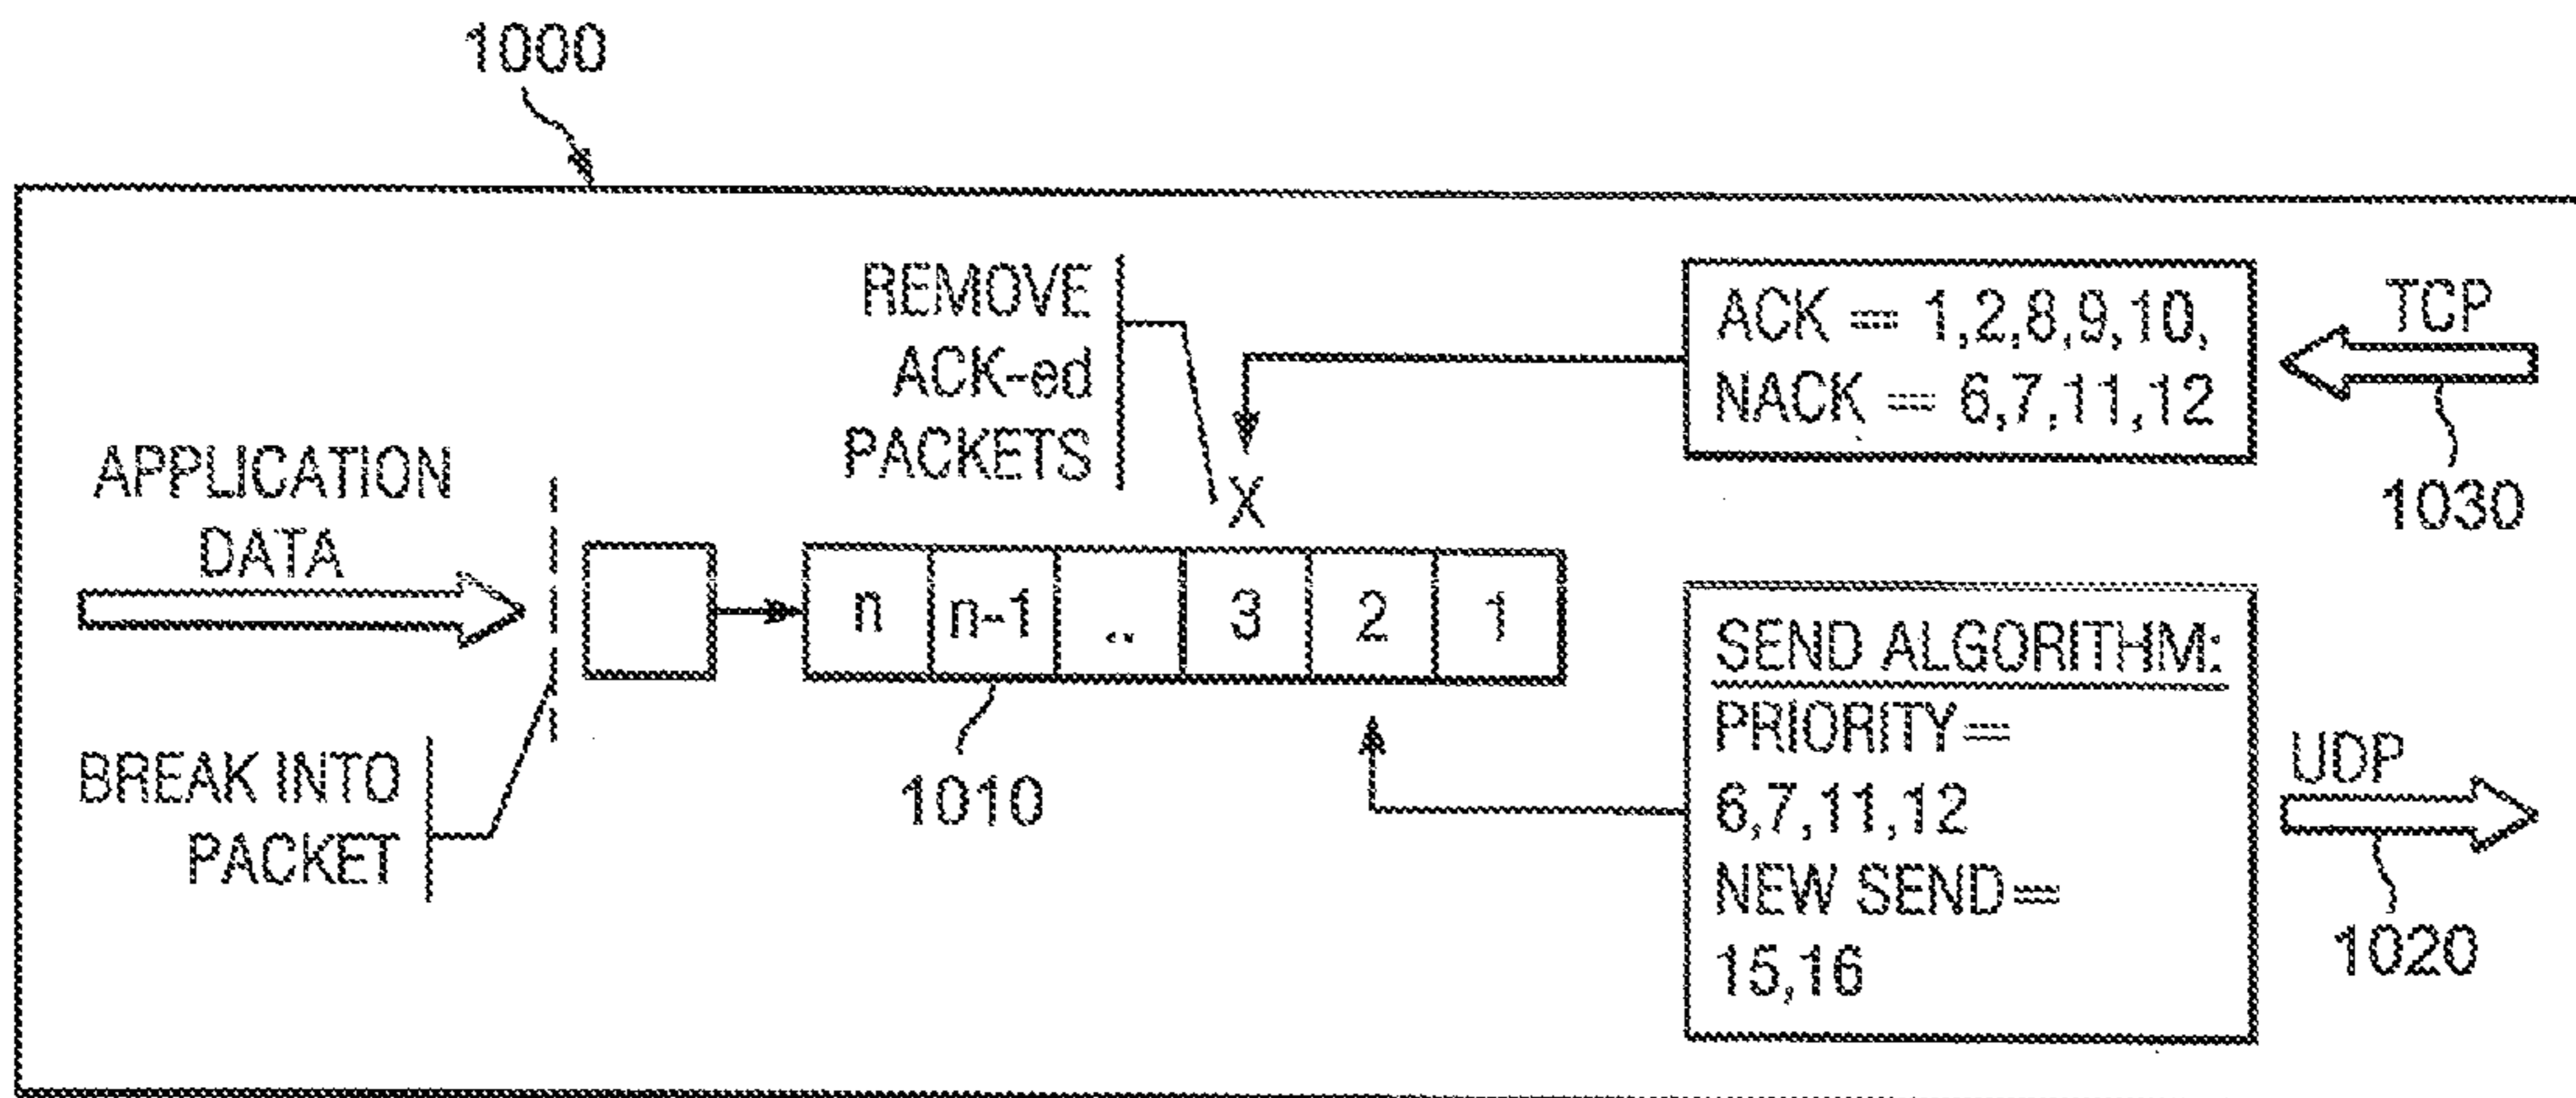 1000
REMOVE
ACK-ed
PACKETS
X
ACK == 1,2,8,9,10,
NACK == 6,7,11,12
TCP
1030
APPLICATION
DATA
BREAK INTO
PACKET
n n-1 .. 3 2 1
1010
SEND ALGORITHM:
PRIORITY==
6,7,11,12
NEW SEND==
15,16
UDP
1020